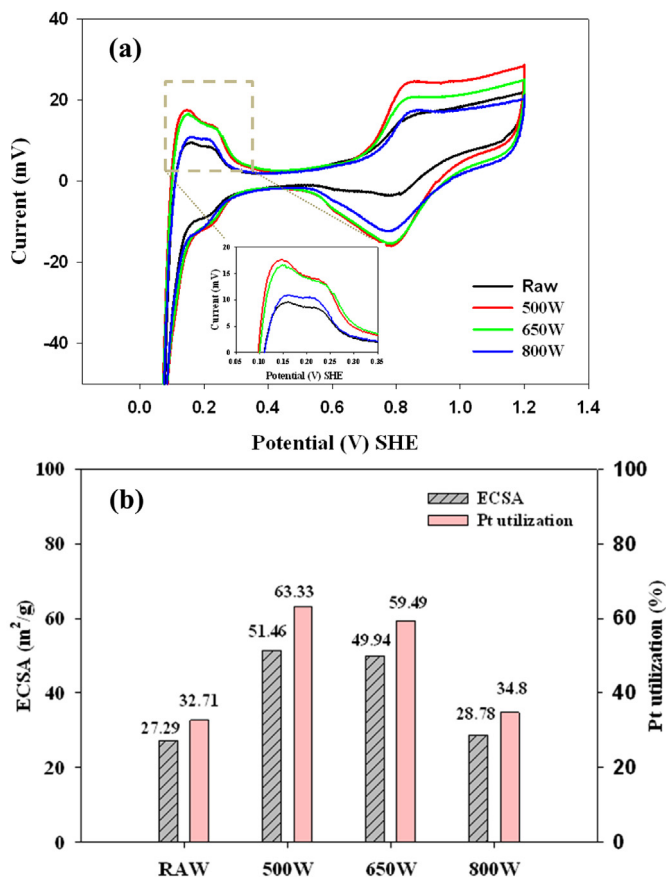 (a)
40
20
0
-20
-40
Current (mV)
Raw
500W
650W
800W
20
15
10
5
0
Current (mV)
0.05 0.10 0.15 0.20 0.25 0.30 0.35
Potential (V) SHE
0.0 0.2 0.4 0.6 0.8 1.0 1.2 1.4
Potential (V) SHE
(b)
100
80
60
40
20
0
ECSA (m²/g)
ECSA
Pt utilization
27.29 32.71
51.46 63.33
49.94 59.49
28.78 34.8
RAW 500W 650W 800W
100
80
60
40
20
0
Pt utilization (%)